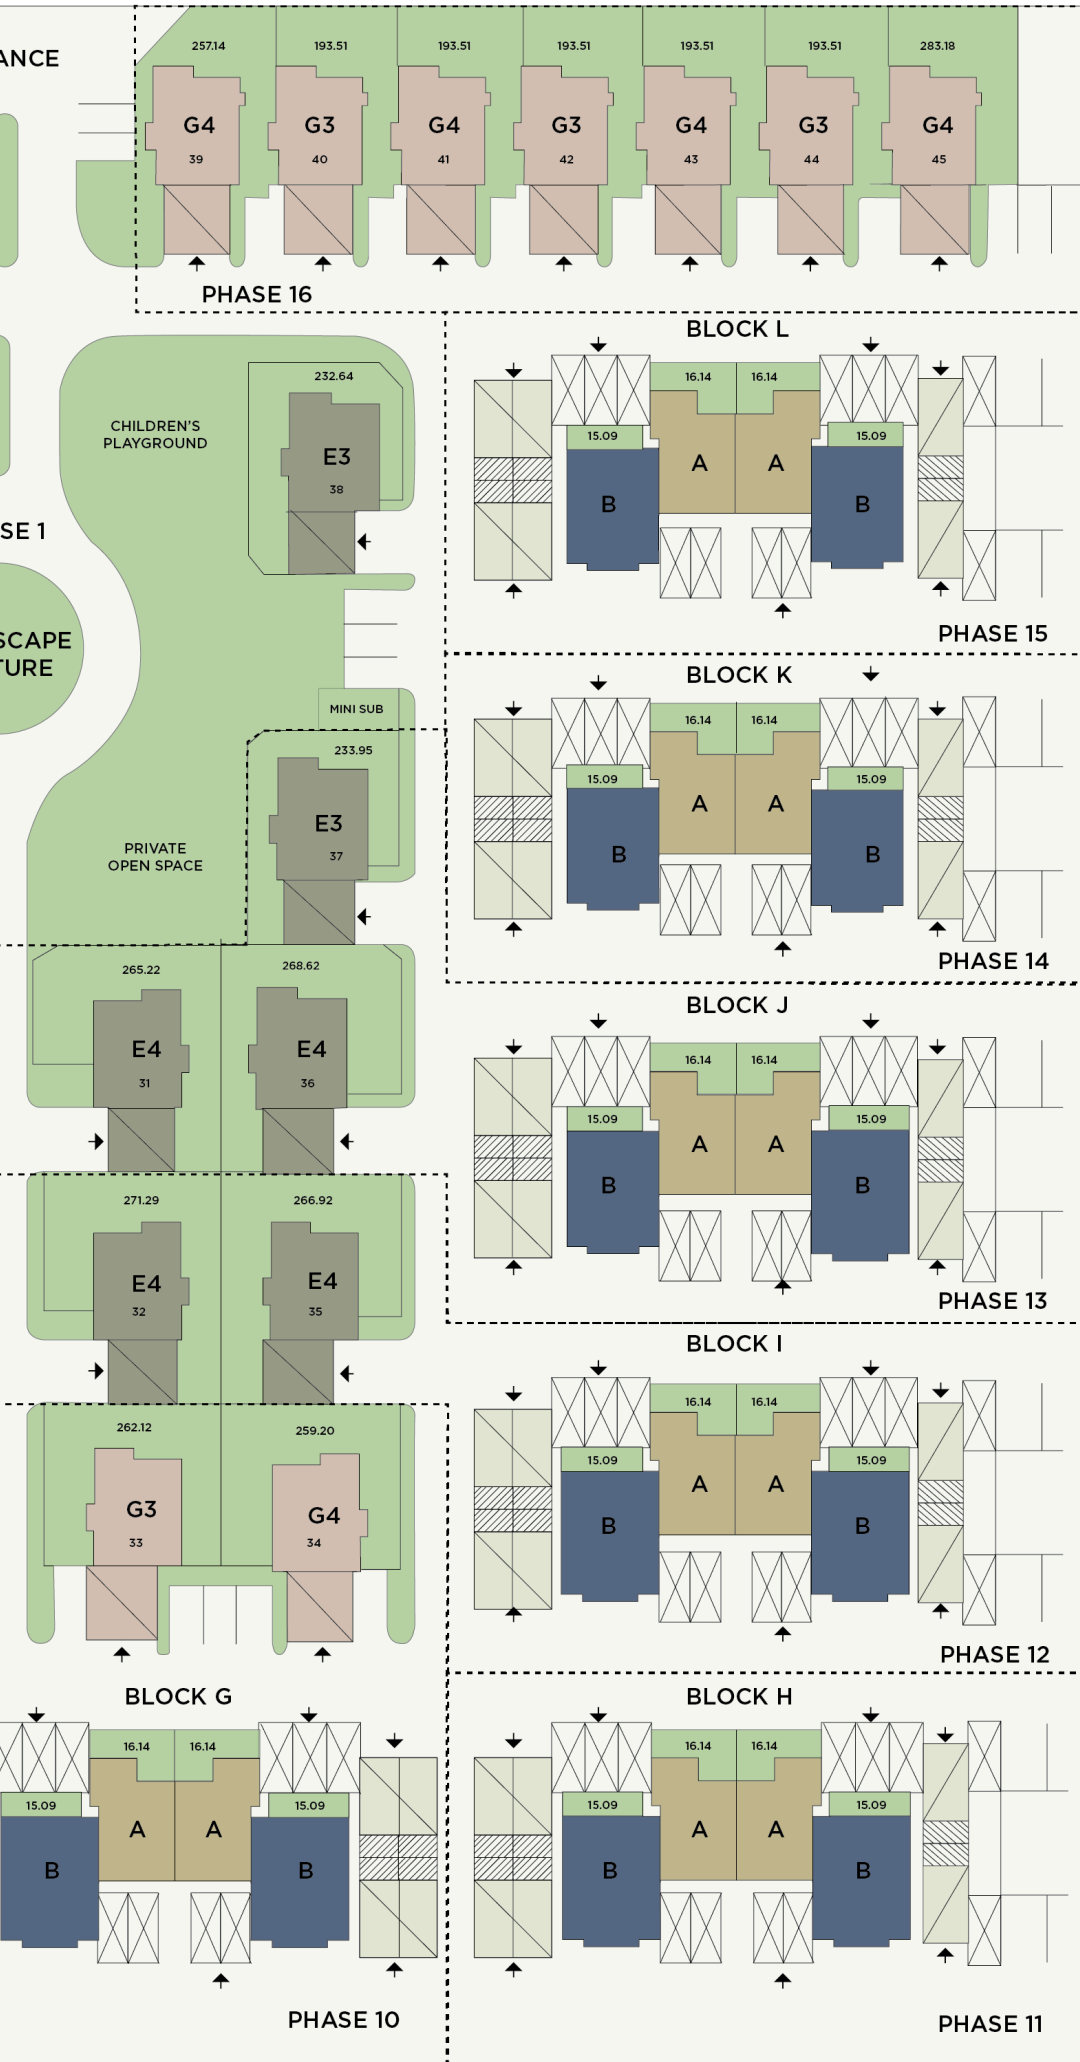 ANCE
257.14
193.51
193.51
193.51
193.51
193.51
283.18
G4
G3
G4
G3
G4
G3
G4
39
40
41
42
43
44
45
PHASE 16
BLOCK L
232.64
16.14
16.14
CHILDREN'S
PLAYGROUND
15.09
15.09
E3
38
A
A
B
B
SE 1
PHASE 15
SCAPE
TURE
BLOCK K
MINI SUB
16.14
16.14
233.95
15.09
15.09
E3
37
A
A
PRIVATE
OPEN SPACE
B
B
PHASE 14
265.22
268.62
BLOCK J
E4
31
E4
36
16.14
16.14
15.09
15.09
A
A
B
B
271.29
266.92
E4
32
E4
35
PHASE 13
BLOCK I
262.12
259.20
16.14
16.14
15.09
15.09
G3
33
G4
34
A
A
B
B
PHASE 12
BLOCK G
BLOCK H
16.14
16.14
16.14
16.14
15.09
15.09
15.09
15.09
A
A
A
A
B
B
B
B
PHASE 10
PHASE 11